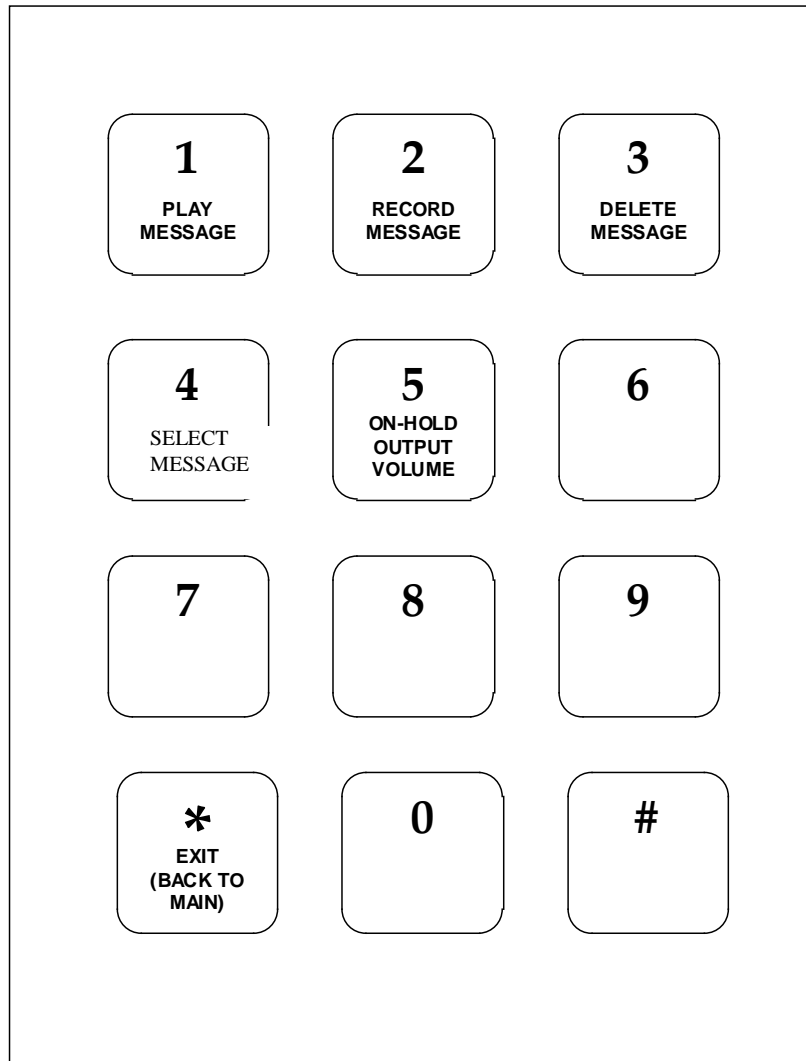 1
PLAY
MESSAGE
2
RECORD
MESSAGE
3
DELETE
MESSAGE
4
SELECT
MESSAGE
5
ON-HOLD
OUTPUT
VOLUME
6
7
8
9
*
EXIT
(BACK TO
MAIN)
0
#